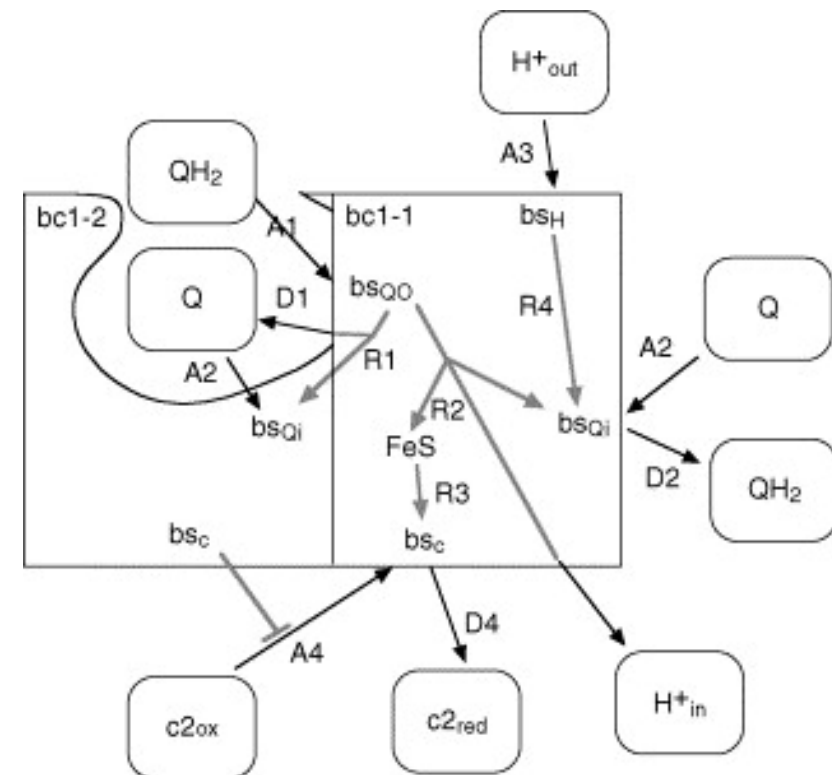 H⁺out
A3
QH₂
bc1-2
A1
bc1-1
bsH
Q
D1
bsQO
R4
Q
A2
R1
A2
bsQi
R2
bsQi
FeS
D2
QH₂
R3
bsc
bsc
D4
A4
c2ox
c2red
H⁺in